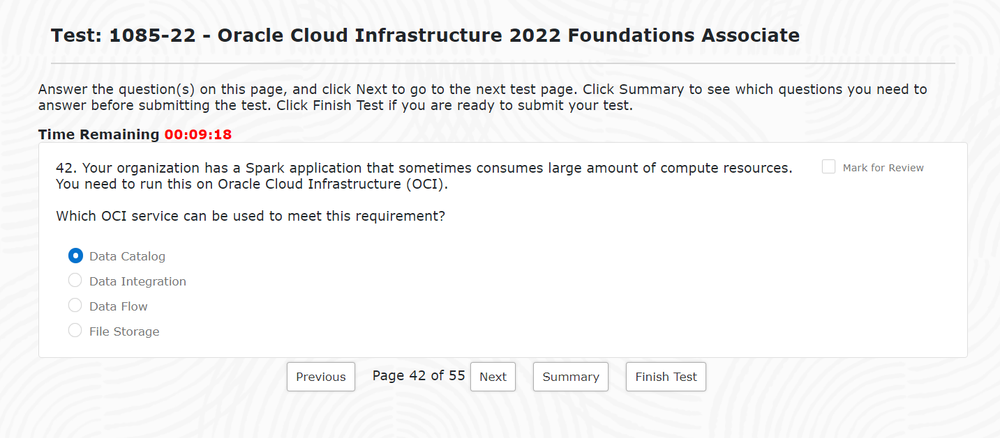 Test: 1085-22 - Oracle Cloud Infrastructure 2022 Foundations Associate
Answer the question(s) on this page, and click Next to go to the next test page. Click Summary to see which questions you need to
answer before submitting the test. Click Finish Test if you are ready to submit your test.
Time Remaining 00:09:18
42. Your organization has a Spark application that sometimes consumes large amount of compute resources.
You need to run this on Oracle Cloud Infrastructure (OCI).
Mark for Review
Which OCI service can be used to meet this requirement?
Data Catalog
Data Integration
Data Flow
File Storage
Previous Page 42 of 55 Next Summary Finish Test